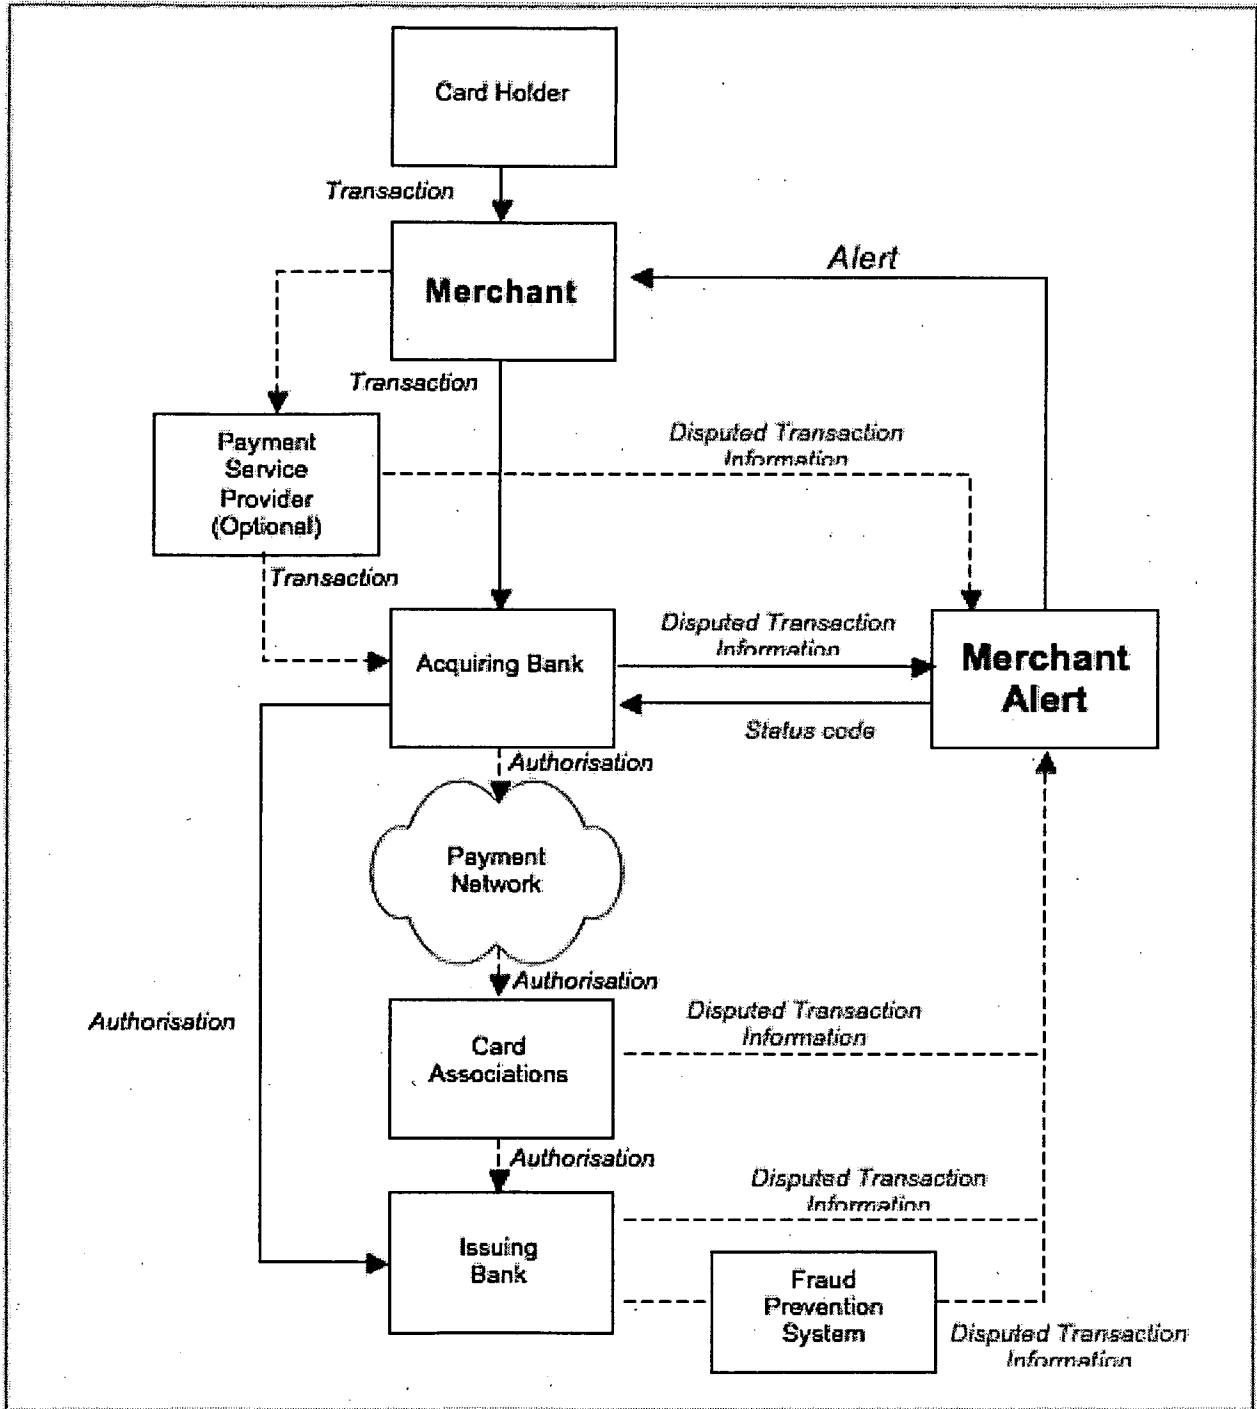 Card Holder
Transaction
Alert
Merchant
Transaction
Payment
Service
Provider
(Optional)
Disputed Transaction
Information
Transaction
Acquiring Bank
Disputed Transaction
Information
Merchant
Alert
Status code
Authorisation
Payment
Network
Authorisation
Authorisation
Card
Associations
Disputed Transaction
Information
Authorisation
Disputed Transaction
Information
Issuing
Bank
Fraud
Prevention
System
Disputed Transaction
Information